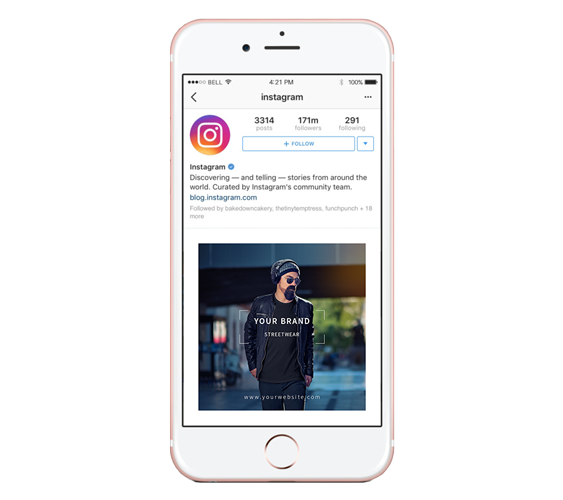 BELL 4:21 PM 100%
instagram
3314 171m 291
posts followers following
+ FOLLOW
Instagram
Discovering — and telling — stories from around the
world. Curated by Instagram's community team.
blog.instagram.com
Followed by bakedowncakery, thetinytemptress, funchpunch + 18
more
YOUR BRAND
STREETWEAR
www.yourwebsite.com